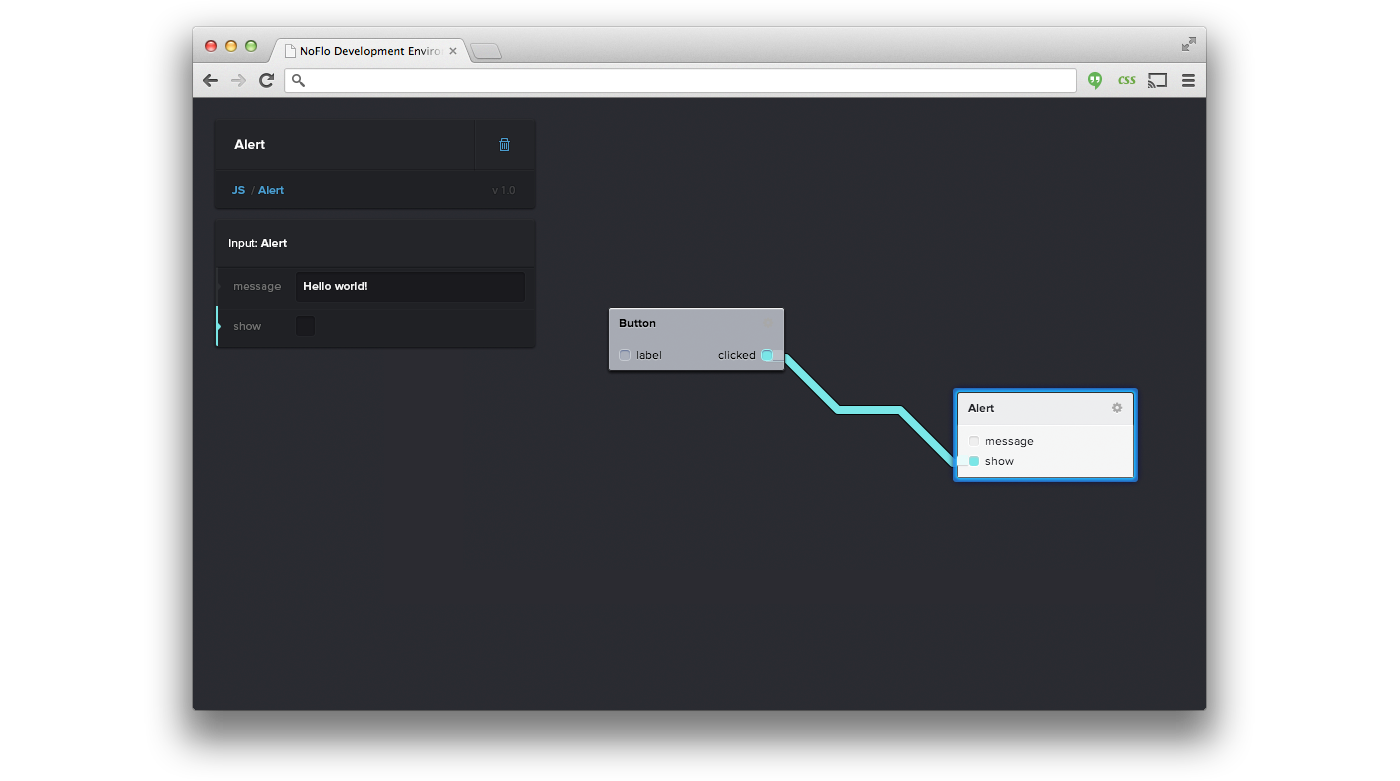 NoFlo Development Enviro
css
Alert
JS / Alert
v 1.0
Input: Alert
message
Hello world!
show
Button
label
clicked
Alert
message
show